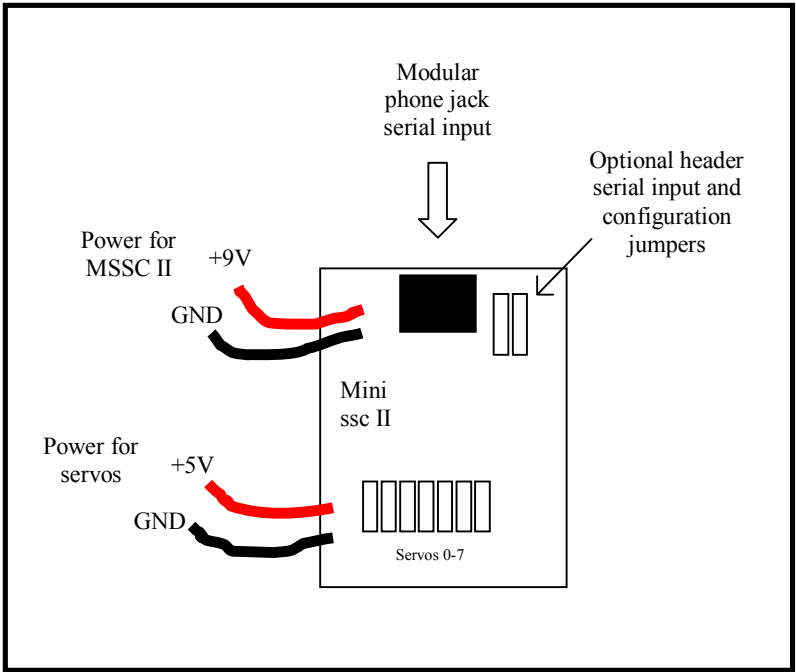 Modular
phone jack
serial input
Optional header
serial input and
configuration
jumpers
Power for
MSSC II
+9V
GND
Mini
ssc II
Power for
servos
+5V
GND
Servos 0-7